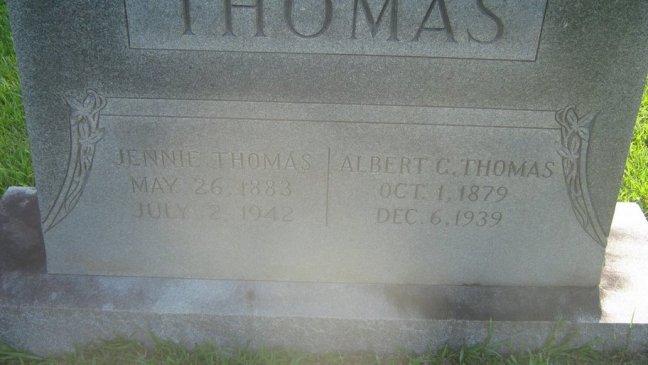 THOMAS
JENNIE THOMAS
MAY 26, 1883
JULY 2, 1942
ALBERT C. THOMAS
OCT. 1, 1879
DEC. 6, 1939